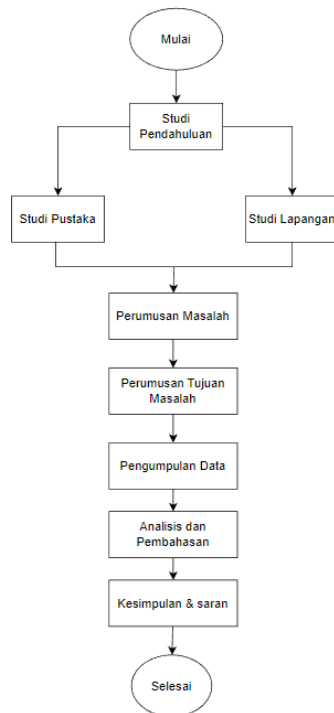 Mulai
Studi
Pendahuluan
Studi Pustaka
Studi Lapangan
Perumusan Masalah
Perumusan Tujuan
Masalah
Pengumpulan Data
Analisis dan
Pembahasan
Kesimpulan & saran
Selesai